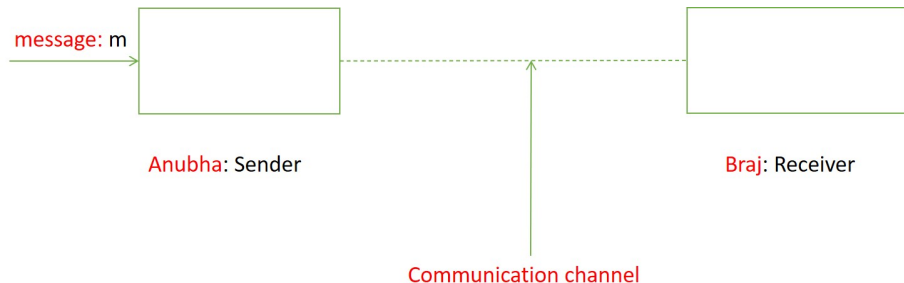 message: m
Anubha: Sender
Braj: Receiver
Communication channel